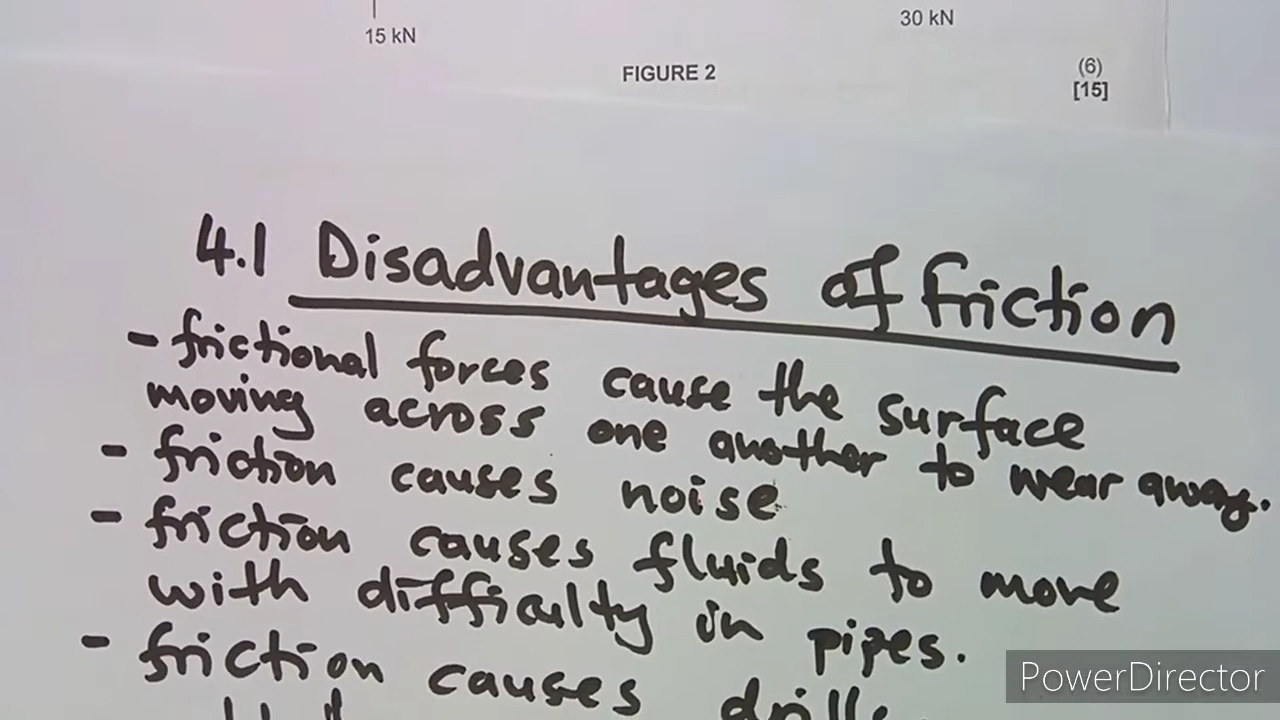 15 kN
30 kN
FIGURE 2
(6)
[15]
4.1 Disadvantages of friction
- frictional forces cause the surface
moving across one another to wear away.
- friction causes noise
- friction causes fluids to move
with difficulty in pipes.
- friction causes drills
PowerDirector